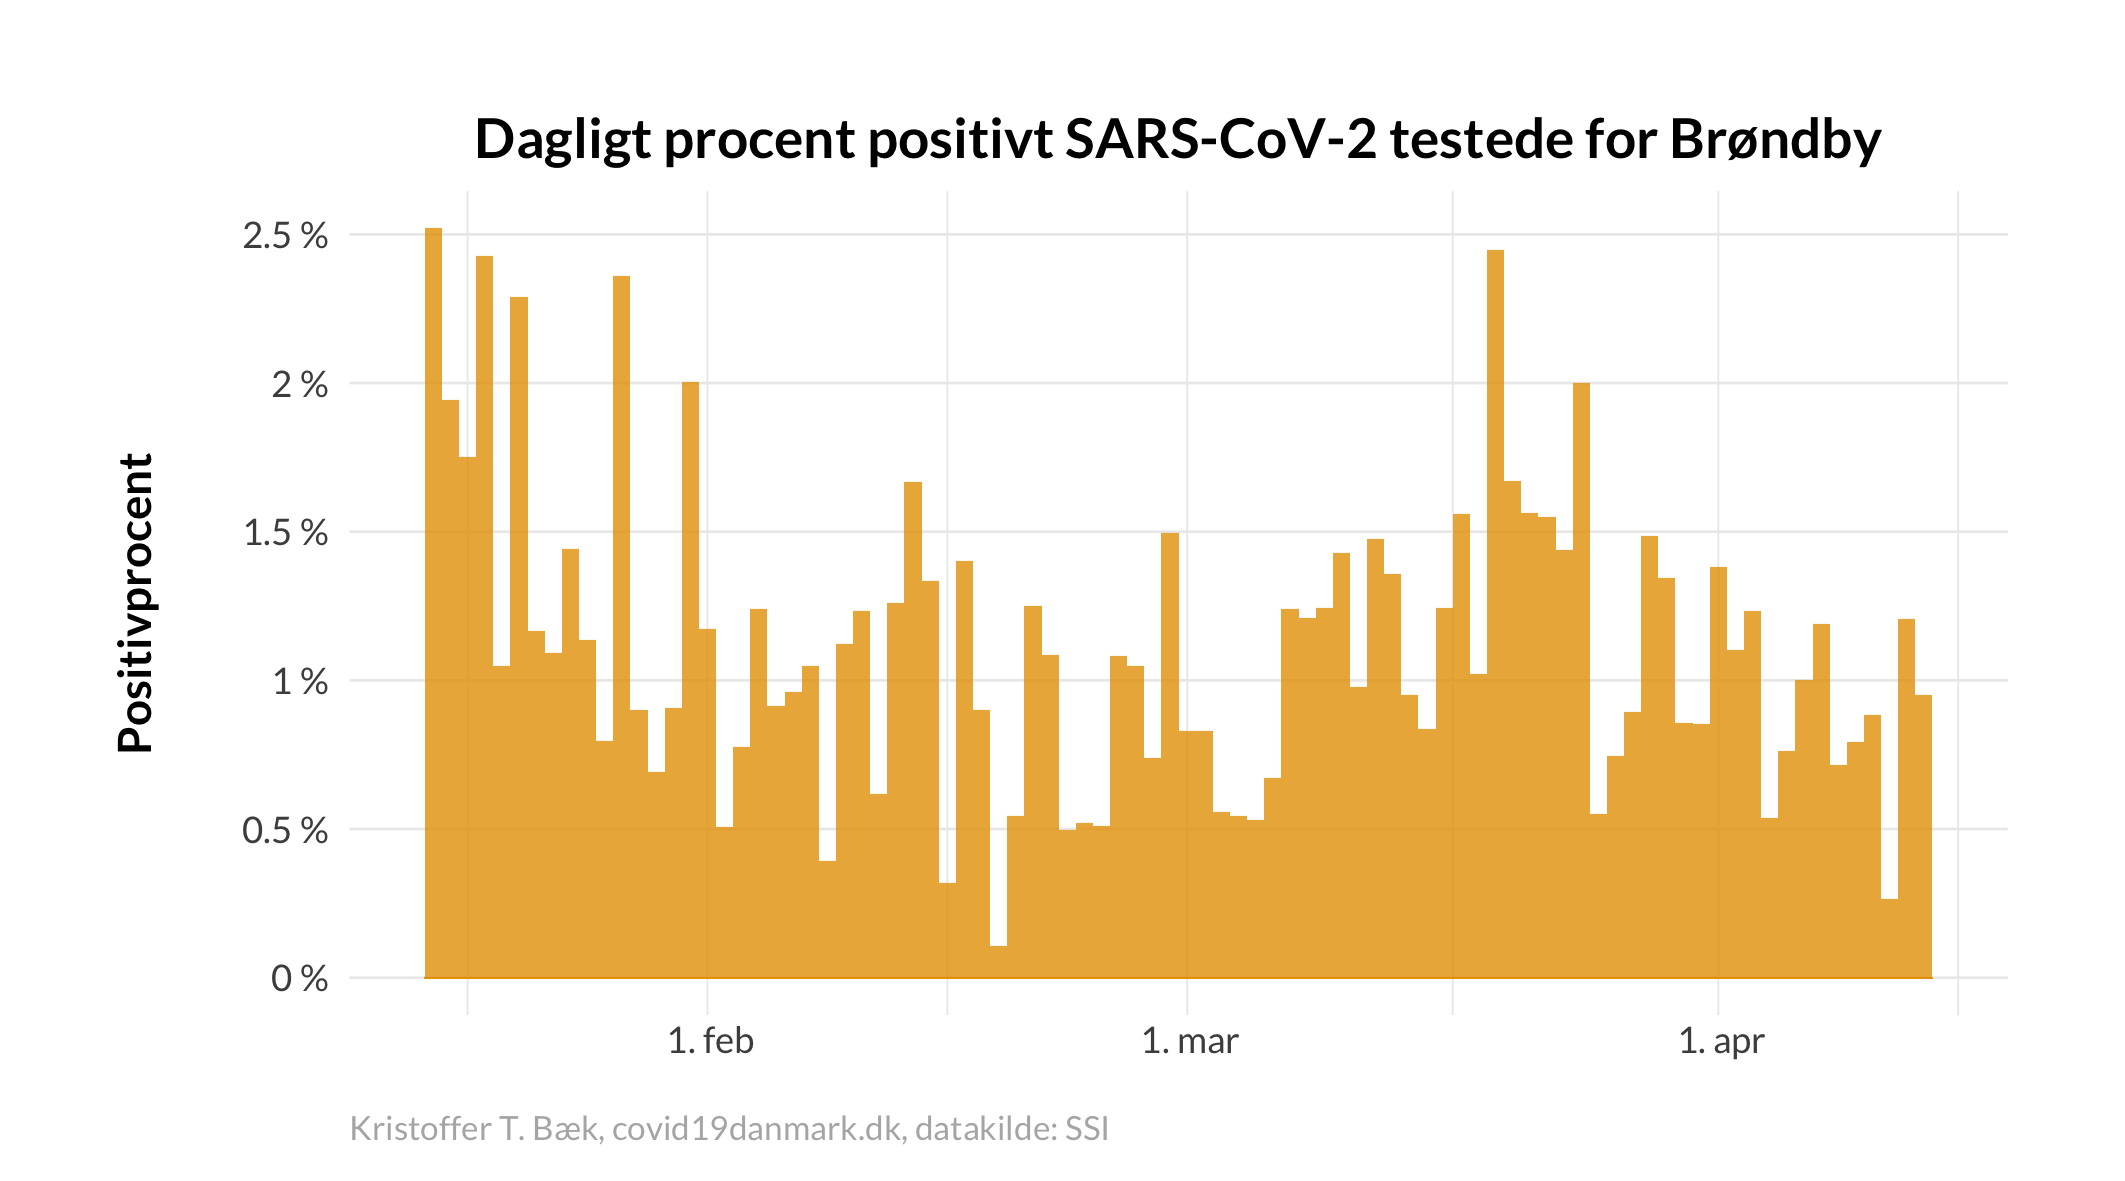 Dagligt procent positivt SARS-CoV-2 testede for Brøndby
Positivprocent
2.5 %
2 %
1.5 %
1 %
0.5 %
0 %
1. feb
1. mar
1. apr
Kristoffer T. Bæk, covid19danmark.dk, datakilde: SSI